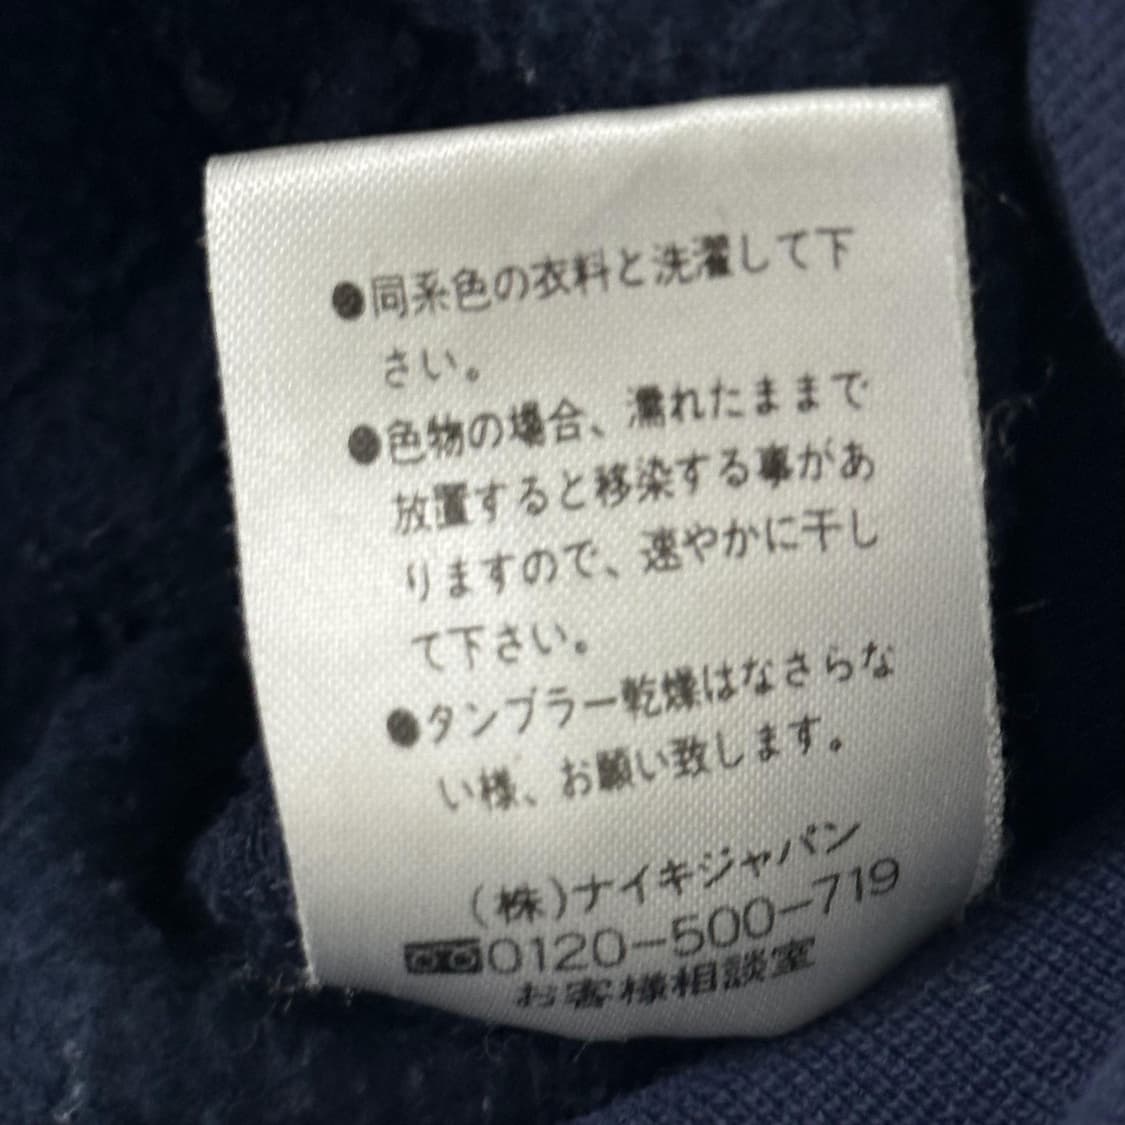 ●同系色の衣料と洗濯して下
さい。
●色物の場合、濡れたままで
放置すると移染する事があ
りますので、速やかに干し
て下さい。
●タンブラー乾燥はなさらな
い様、お願い致します。
(株)ナイキジャパン
0120-500-719
お客様相談室